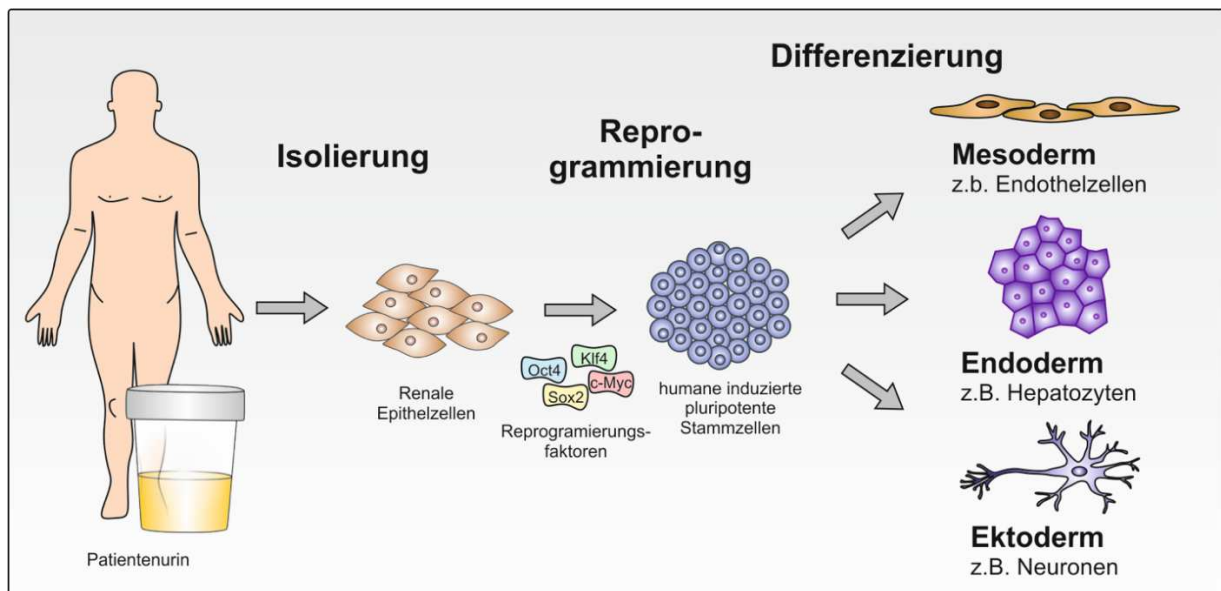 Differenzierung
Isolierung
Repro-
grammierung
Mesoderm
z.b. Endothelzellen
Endoderm
z.B. Hepatozyten
Ektoderm
z.B. Neuronen
Patientenurin
Renale
Epithelzellen
Oct4
Klf4
Sox2
c-Myc
Reprogramierungs-
faktoren
humane induzierte
pluripotente
Stammzellen